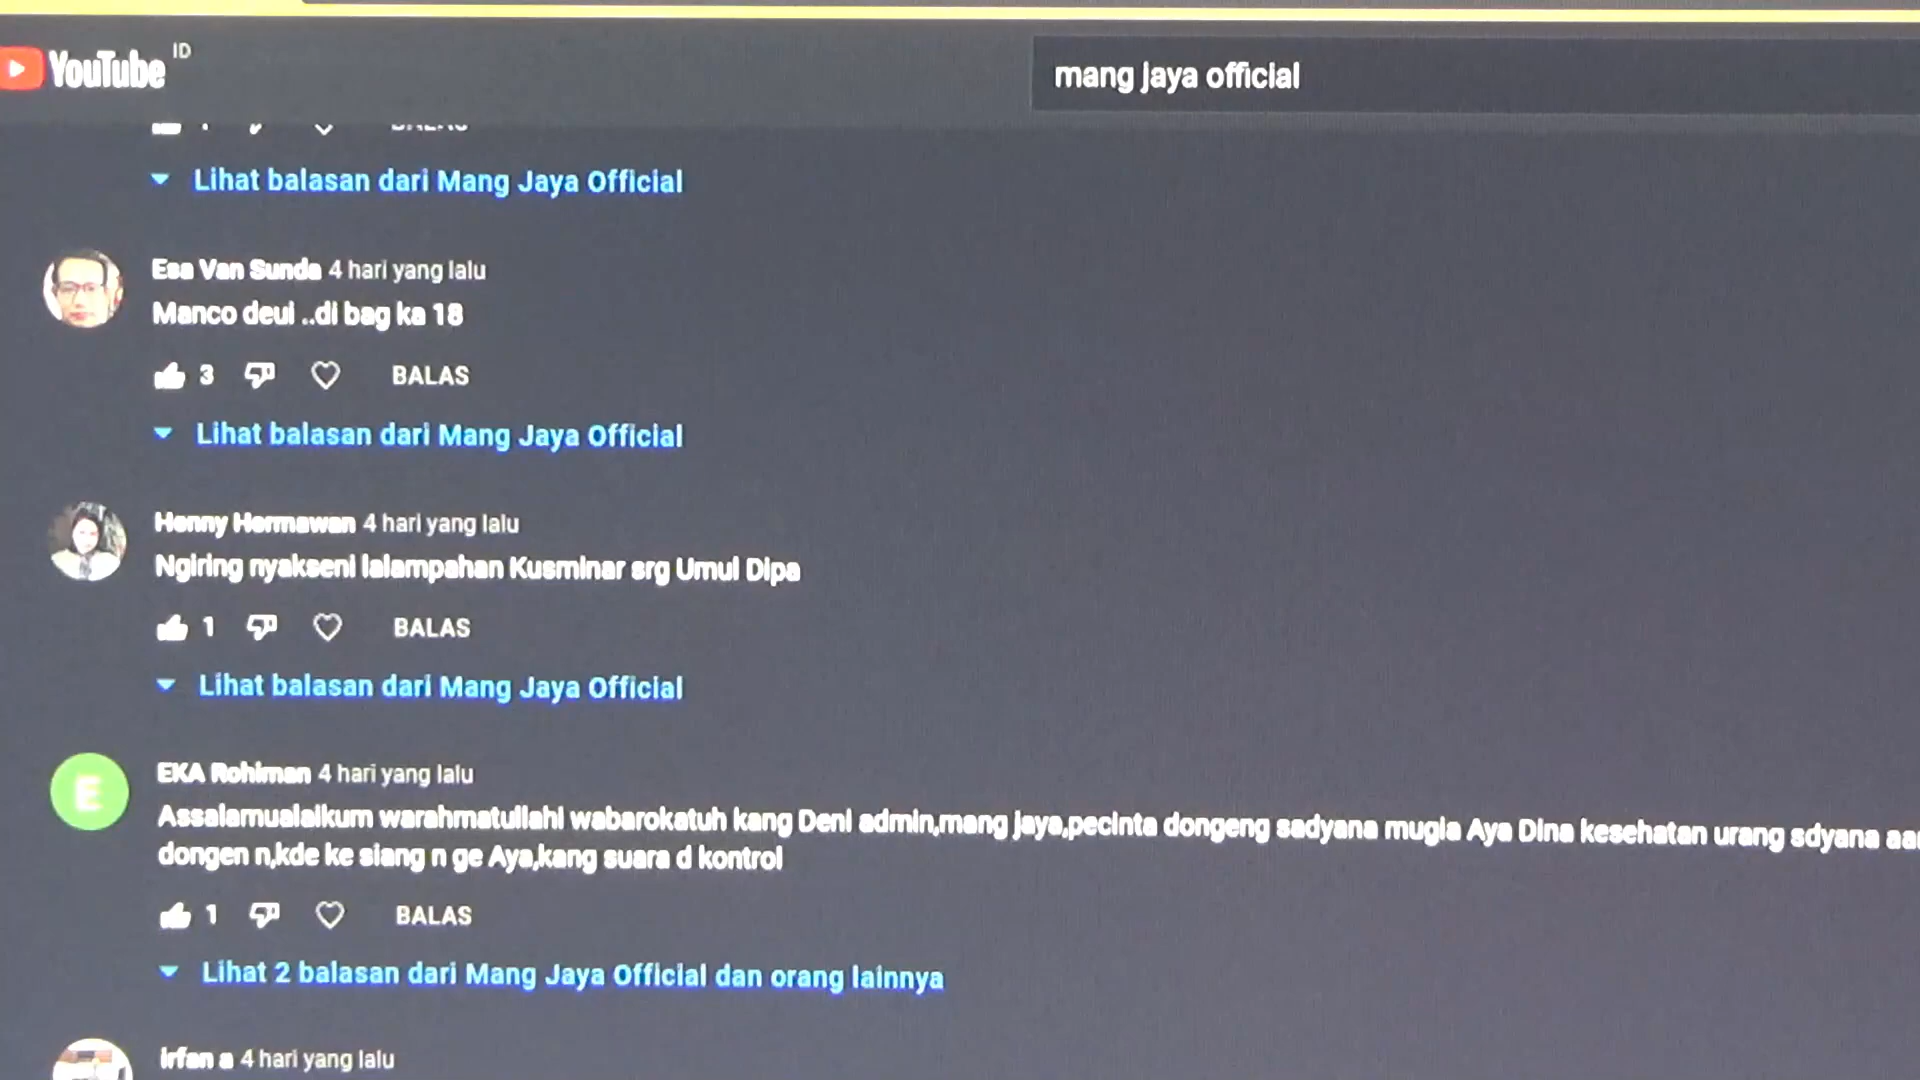 YouTube ID
mang jaya official
BALAS
Lihat balasan dari Mang Jaya Official
Esa Van Sunda 4 hari yang lalu
Manco deui ..di bag ka 18
3 BALAS
Lihat balasan dari Mang Jaya Official
Henny Hermawan 4 hari yang lalu
Ngiring nyakseni lalampahan Kusminar srg Umul Dipa
1 BALAS
Lihat balasan dari Mang Jaya Official
E
EKA Rohiman 4 hari yang lalu
Assalamualaikum warahmatullahi wabarokatuh kang Deni admin,mang jaya,pecinta dongeng sadyana mugia Aya Dina kesehatan urang sdyana
dongen n,kde ke siang n ge Aya,kang suara d kontrol
1 BALAS
Lihat 2 balasan dari Mang Jaya Official dan orang lainnya
irfan a 4 hari yang lalu